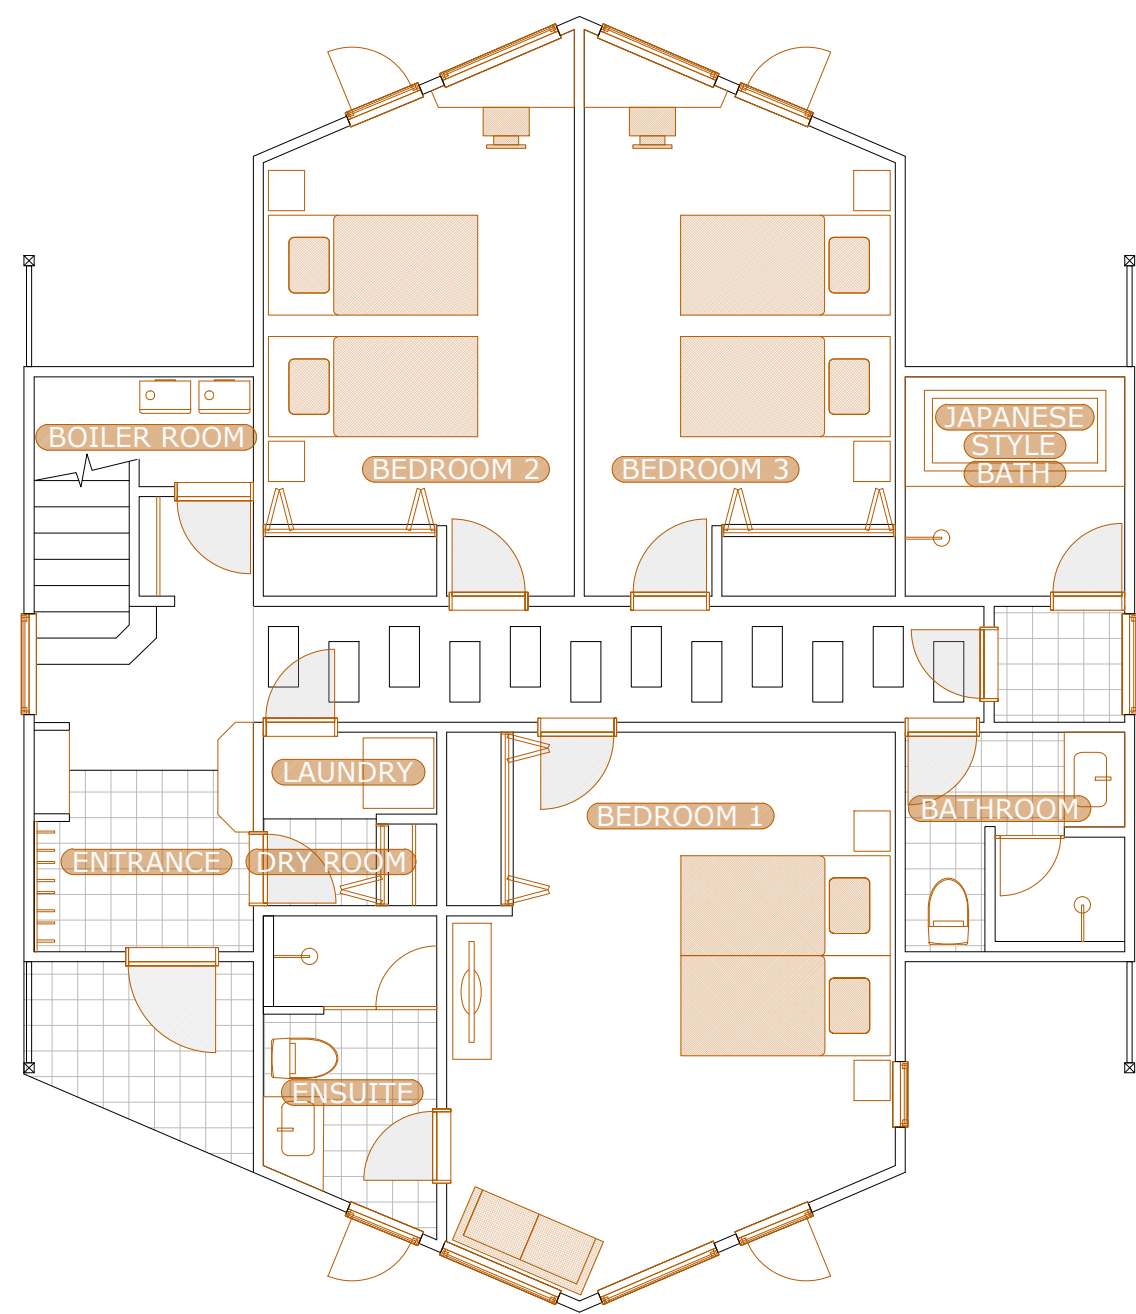 JAPANESE
STYLE
BATH
BOILER ROOM
BEDROOM 2
BEDROOM 3
LAUNDRY
BEDROOM 1
BATHROOM
ENTRANCE
DRY ROOM
ENSUITE